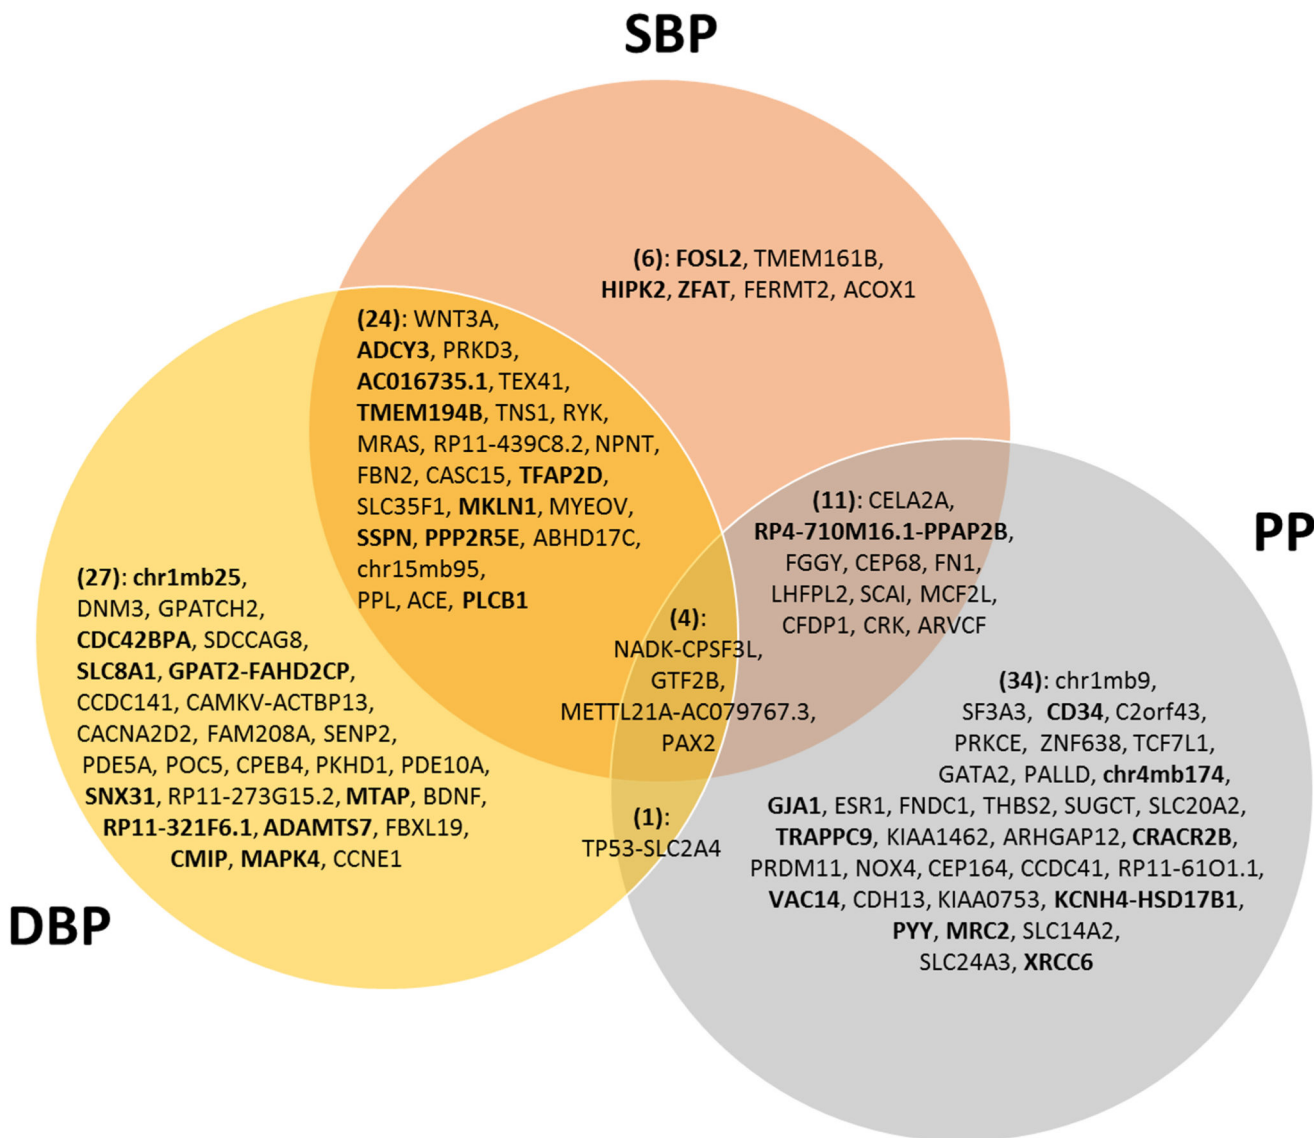 SBP
(6): FOSL2, TMEM161B,
HIPK2, ZFAT, FERMT2, ACOX1
(24): WNT3A,
ADCY3, PRKD3,
AC016735.1, TEX41,
TMEM194B, TNS1, RYK,
MRAS, RP11-439C8.2, NPNT,
FBN2, CASC15, TFAP2D,
SLC35F1, MKLN1, MYEOV,
SSPN, PPP2R5E, ABHD17C,
chr15mb95,
PPL, ACE, PLCB1
(11): CELA2A,
RP4-710M16.1-PPAP2B,
FGGY, CEP68, FN1,
LHFPL2, SCAI, MCF2L,
CFDP1, CRK, ARVCF
PP
(27): chr1mb25,
DNM3, GPATCH2,
CDC42BPA, SDCCAG8,
SLC8A1, GPAT2-FAHD2CP,
CCDC141, CAMKV-ACTBP13,
CACNA2D2, FAM208A, SENP2,
PDE5A, POC5, CPEB4, PKHD1, PDE10A,
SNX31, RP11-273G15.2, MTAP, BDNF,
RP11-321F6.1, ADAMTS7, FBXL19,
CMIP, MAPK4, CCNE1
(4):
NADK-CPSF3L,
GTF2B,
METTL21A-AC079767.3,
PAX2
(1):
TP53-SLC2A4
(34): chr1mb9,
SF3A3, CD34, C2orf43,
PRKCE, ZNF638, TCF7L1,
GATA2, PALLD, chr4mb174,
GJA1, ESR1, FNDC1, THBS2, SUGCT, SLC20A2,
TRAPPC9, KIAA1462, ARHGAP12, CRACR2B,
PRDM11, NOX4, CEP164, CCDC41, RP11-61O1.1,
VAC14, CDH13, KIAA0753, KCNH4-HSD17B1,
PYY, MRC2, SLC14A2,
SLC24A3, XRCC6
DBP